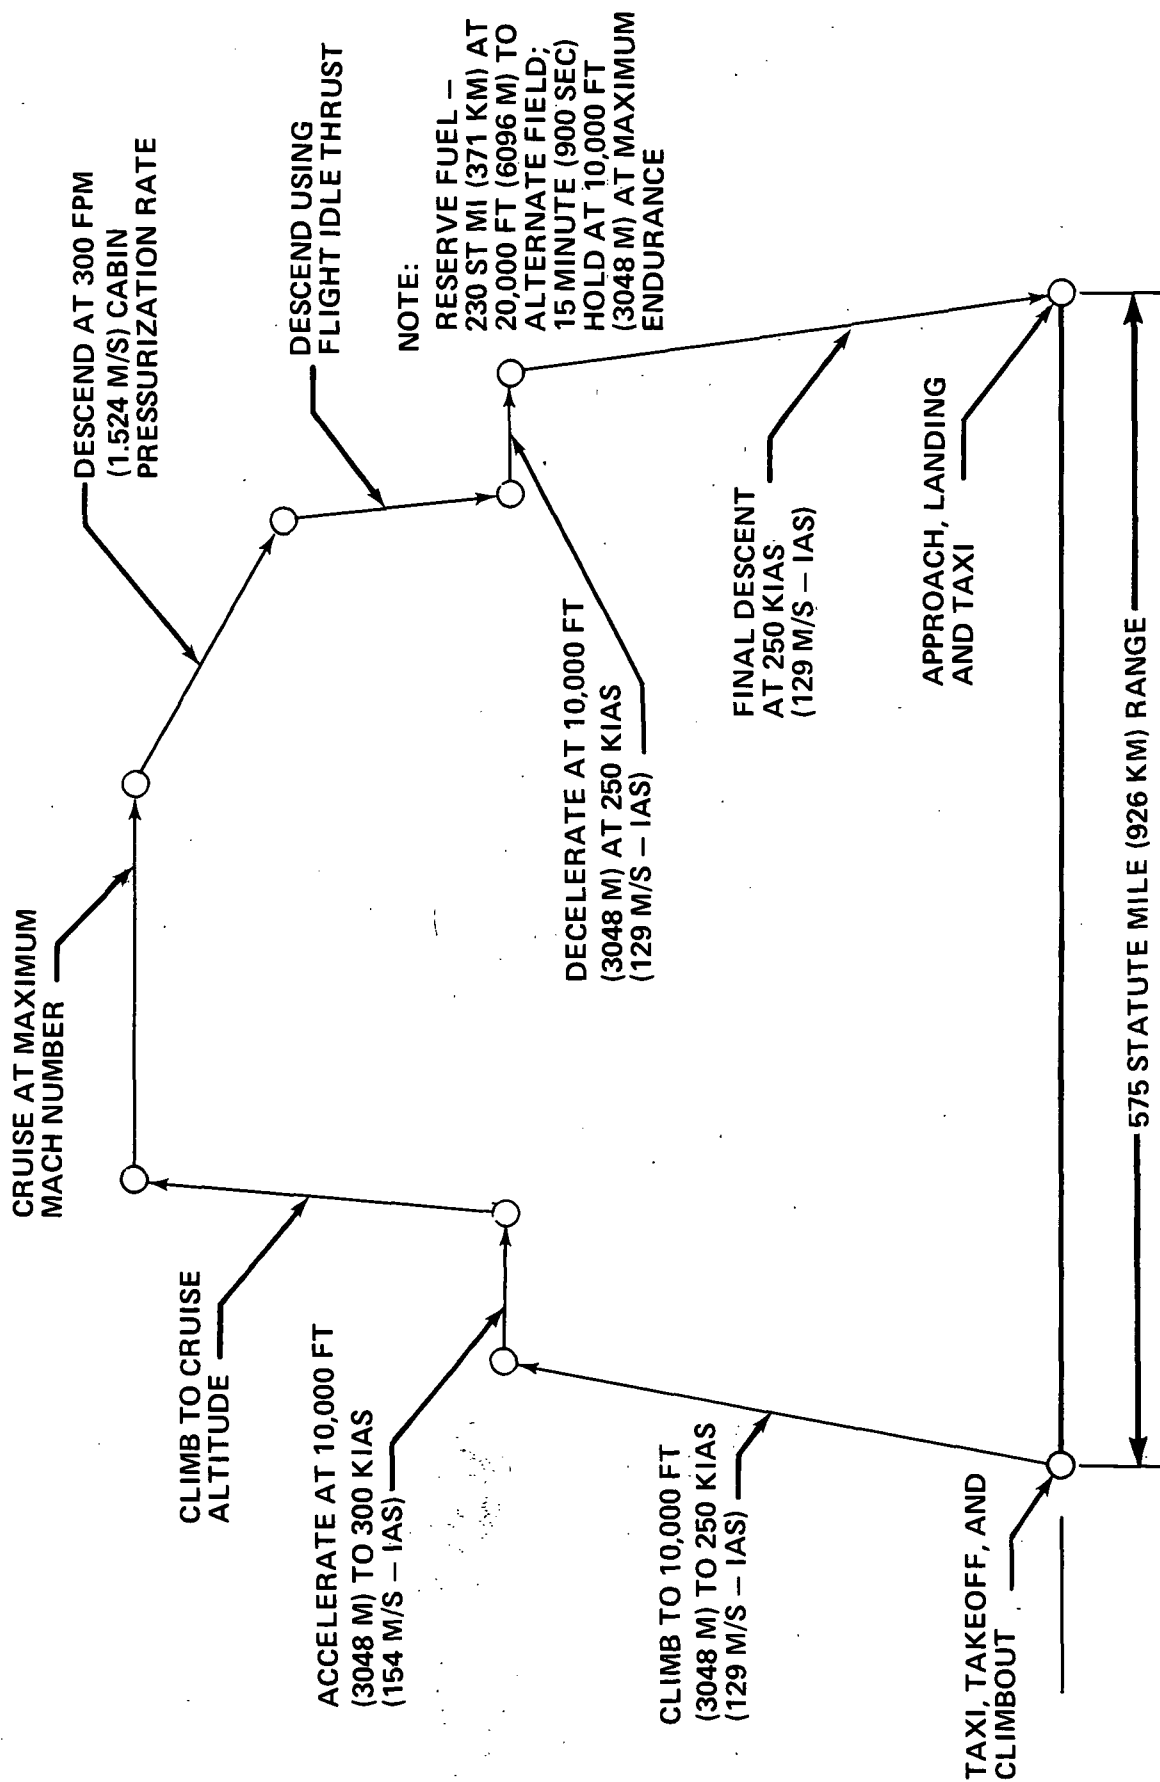 CRUISE AT MAXIMUM
MACH NUMBER
DESCEND AT 300 FPM
(1.524 M/S) CABIN
PRESSURIZATION RATE
CLIMB TO CRUISE
ALTITUDE
DESCEND USING
FLIGHT IDLE THRUST
ACCELERATE AT 10,000 FT
(3048 M) TO 300 KIAS
(154 M/S – IAS)
NOTE:
RESERVE FUEL –
230 ST MI (371 KM) AT
20,000 FT (6096 M) TO
ALTERNATE FIELD;
15 MINUTE (900 SEC)
HOLD AT 10,000 FT
(3048 M) AT MAXIMUM
ENDURANCE
DECELERATE AT 10,000 FT
(3048 M) AT 250 KIAS
(129 M/S – IAS)
CLIMB TO 10,000 FT
(3048 M) TO 250 KIAS
(129 M/S – IAS)
FINAL DESCENT
AT 250 KIAS
(129 M/S – IAS)
TAXI, TAKEOFF, AND
CLIMBOUT
APPROACH, LANDING
AND TAXI
575 STATUTE MILE (926 KM) RANGE